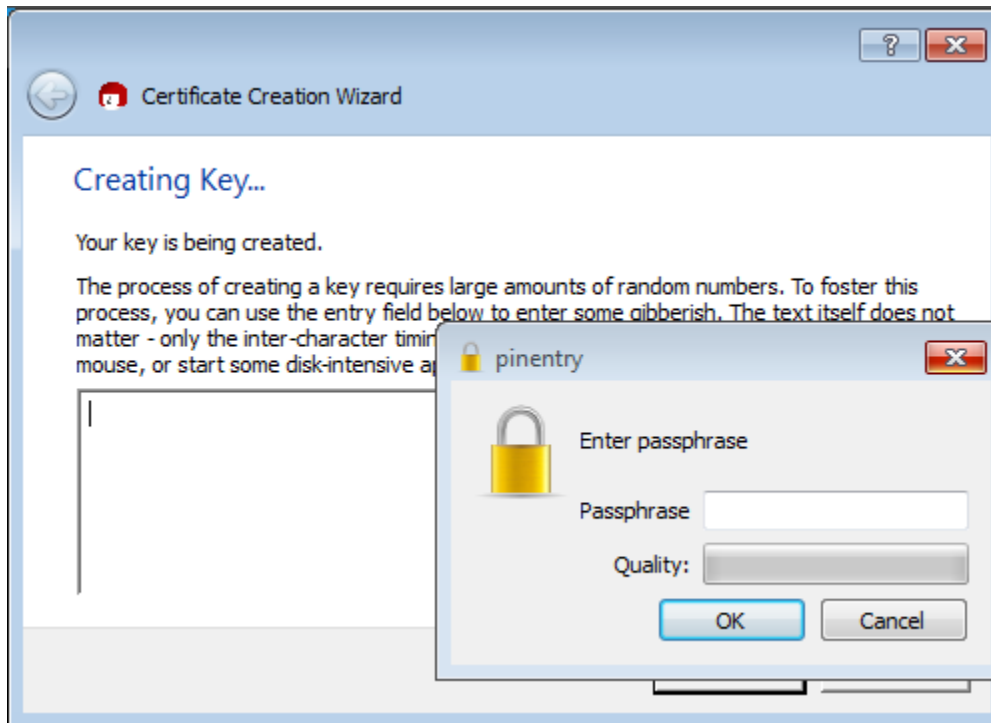 ?
Certificate Creation Wizard
Creating Key...
Your key is being created.
The process of creating a key requires large amounts of random numbers. To foster this
process, you can use the entry field below to enter some gibberish. The text itself does not
matter - only the inter-character timin
mouse, or start some disk-intensive a
pinentry
Enter passphrase
Passphrase
Quality:
OK
Cancel